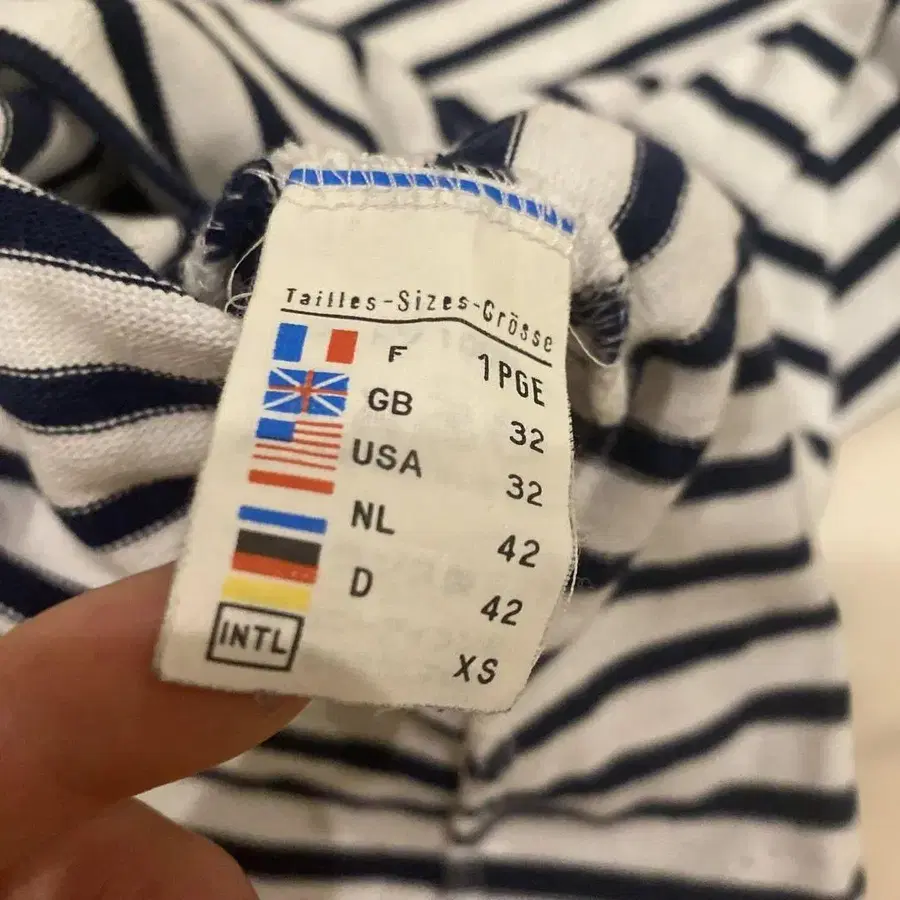 Tailles-Sizes-Grösse
F 1PGE
GB 32
USA 32
NL 42
D 42
INTL XS